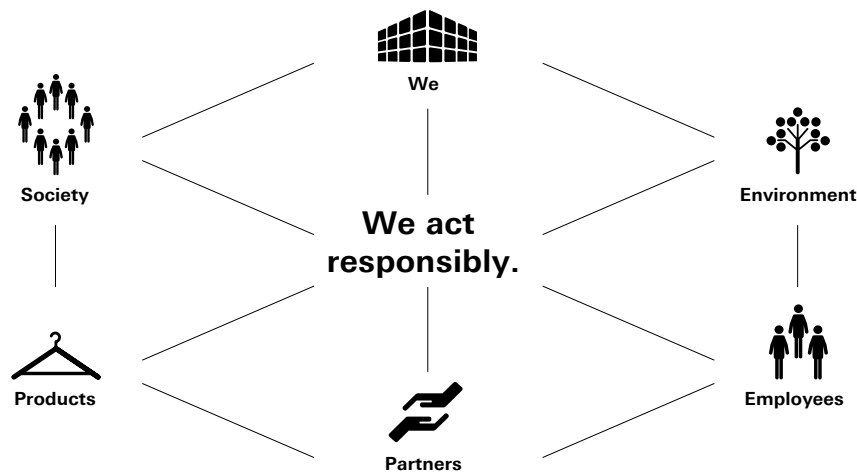 We
Society
Environment
We act
responsibly.
Products
Employees
Partners